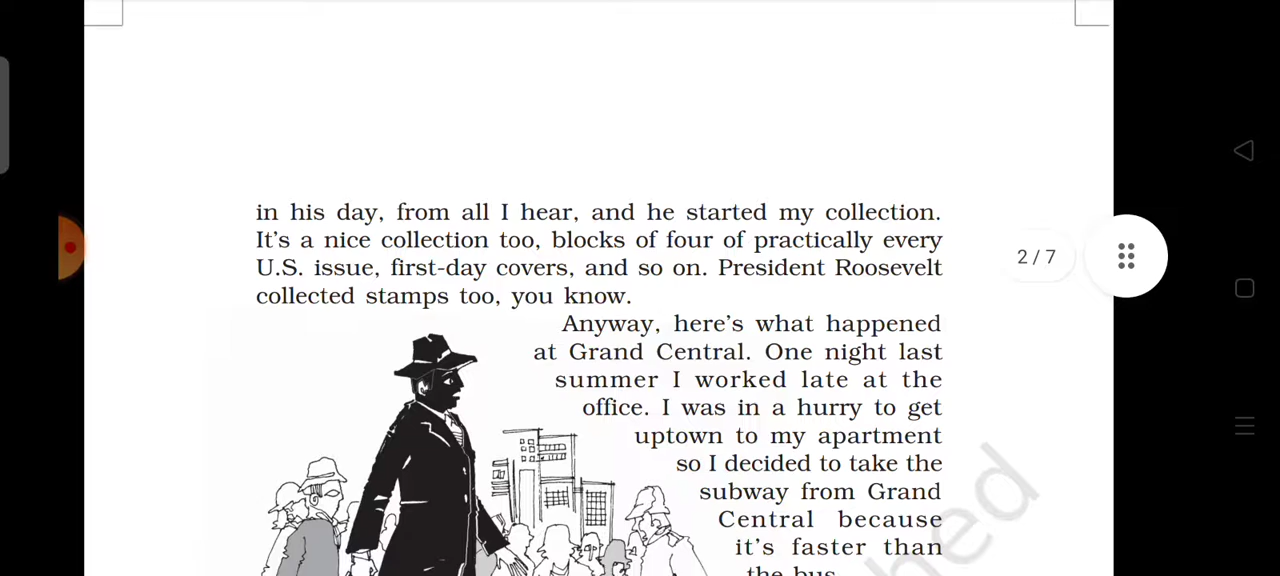 in his day, from all I hear, and he started my collection.
It's a nice collection too, blocks of four of practically every
U.S. issue, first-day covers, and so on. President Roosevelt
collected stamps too, you know.
2/7
Anyway, here's what happened
at Grand Central. One night last
summer I worked late at the
office. I was in a hurry to get
uptown to my apartment
so I decided to take the
subway from Grand
Central because
it's faster than
the bus.
hed